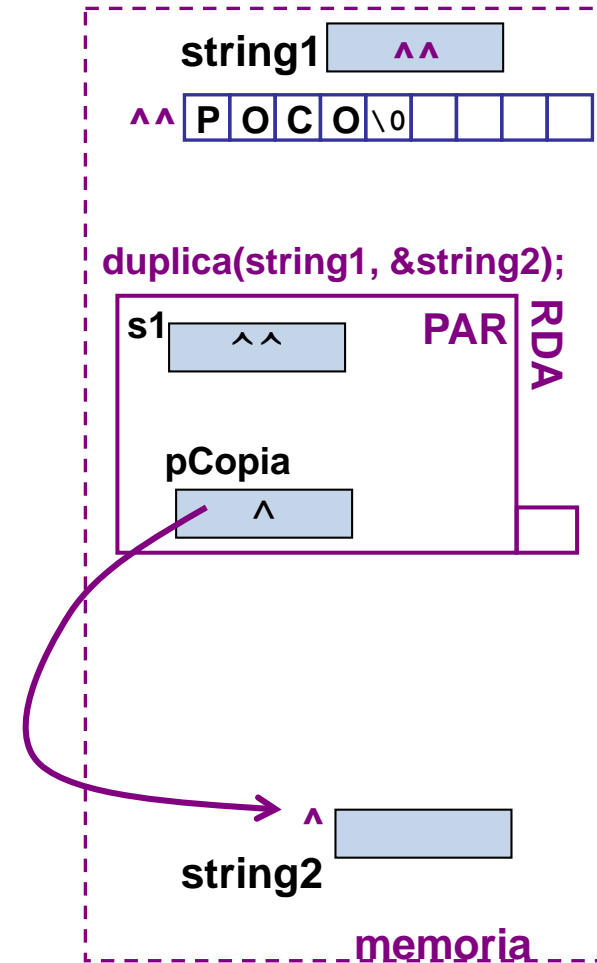 string1 ^^
^^ P O C O \0
duplica(string1, &string2);
s1 ^^ PAR
RDA
pCopia
^
^
string2
memoria